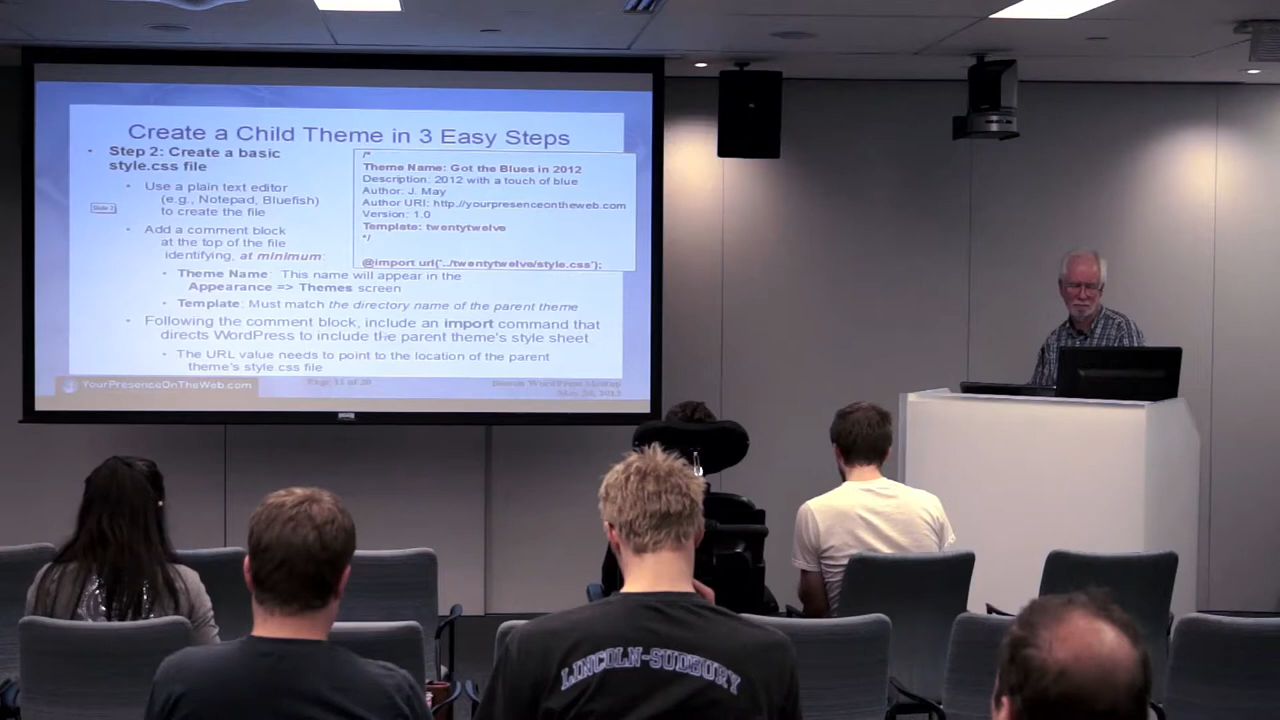 Create a Child Theme in 3 Easy Steps
Step 2: Create a basic
style.css file
Use a plain text editor
(e.g., Notepad, Bluefish)
to create the file
Add a comment block
at the top of the file
identifying, at minimum:
Theme Name: This name will appear in the
Appearance => Themes screen
Template: Must match the directory name of the parent theme
Following the comment block, include an import command that
directs WordPress to include the parent theme's style sheet
The URL value needs to point to the location of the parent
theme's style.css file
/*
Theme Name: Got the Blues in 2012
Description: 2012 with a touch of blue
Author: J. May
Author URI: http://yourpresenceontheweb.com
Version: 1.0
Template: twentytwelve
*/
@import url('../twentytwelve/style.css');
YourPresenceOnTheWeb.com
Page 11 of 20
WordPress Meetup
LINCOLN-SUDBURY